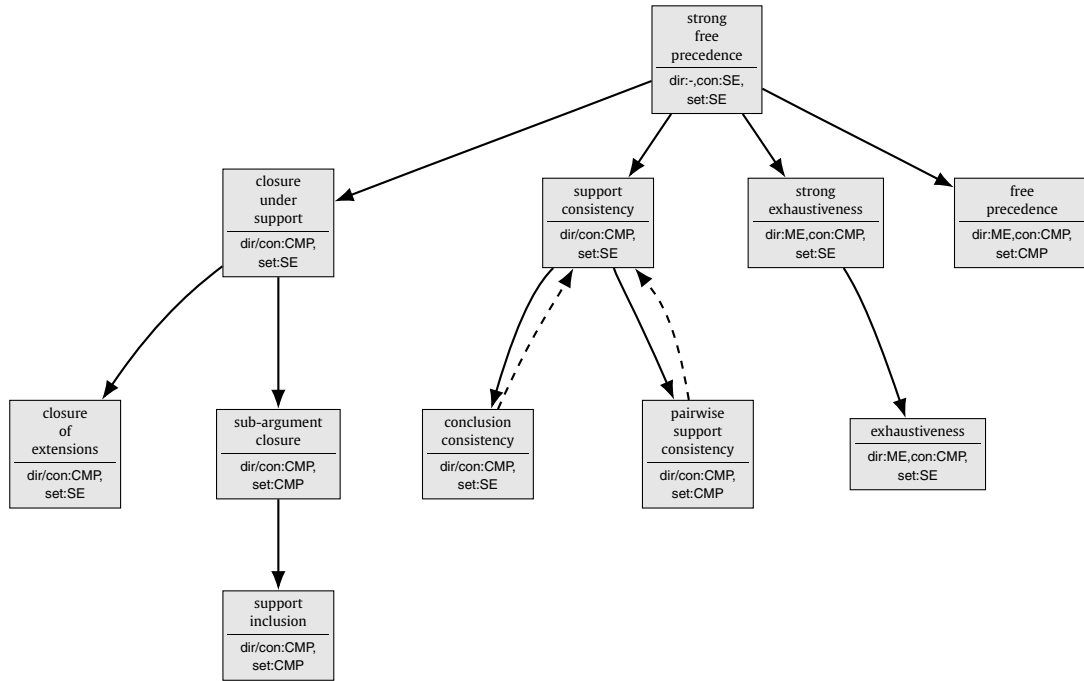 strong
free
precedence
dir:-,con:SE,
set:SE
closure
under
support
dir/con:CMP,
set:SE
support
consistency
dir/con:CMP,
set:SE
strong
exhaustiveness
dir:ME,con:CMP,
set:SE
free
precedence
dir:ME,con:CMP,
set:CMP
closure
of
extensions
dir/con:CMP,
set:SE
sub-argument
closure
dir/con:CMP,
set:CMP
conclusion
consistency
dir/con:CMP,
set:SE
pairwise
support
consistency
dir/con:CMP,
set:CMP
exhaustiveness
dir:ME,con:CMP,
set:SE
support
inclusion
dir/con:CMP,
set:CMP